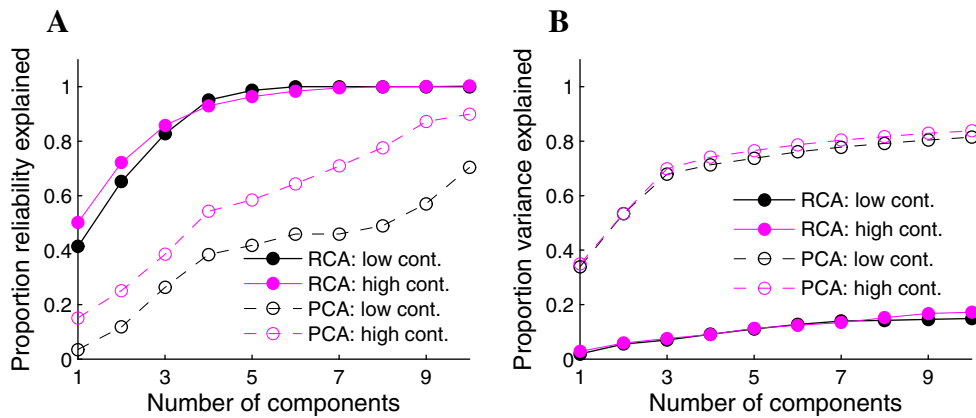 A
Proportion reliability explained
1
0.8
0.6
0.4
0.2
0
1 3 5 7 9
Number of components
RCA: low cont.
RCA: high cont.
PCA: low cont.
PCA: high cont.
B
Proportion variance explained
1
0.8
0.6
0.4
0.2
0
1 3 5 7 9
Number of components
RCA: low cont.
RCA: high cont.
PCA: low cont.
PCA: high cont.